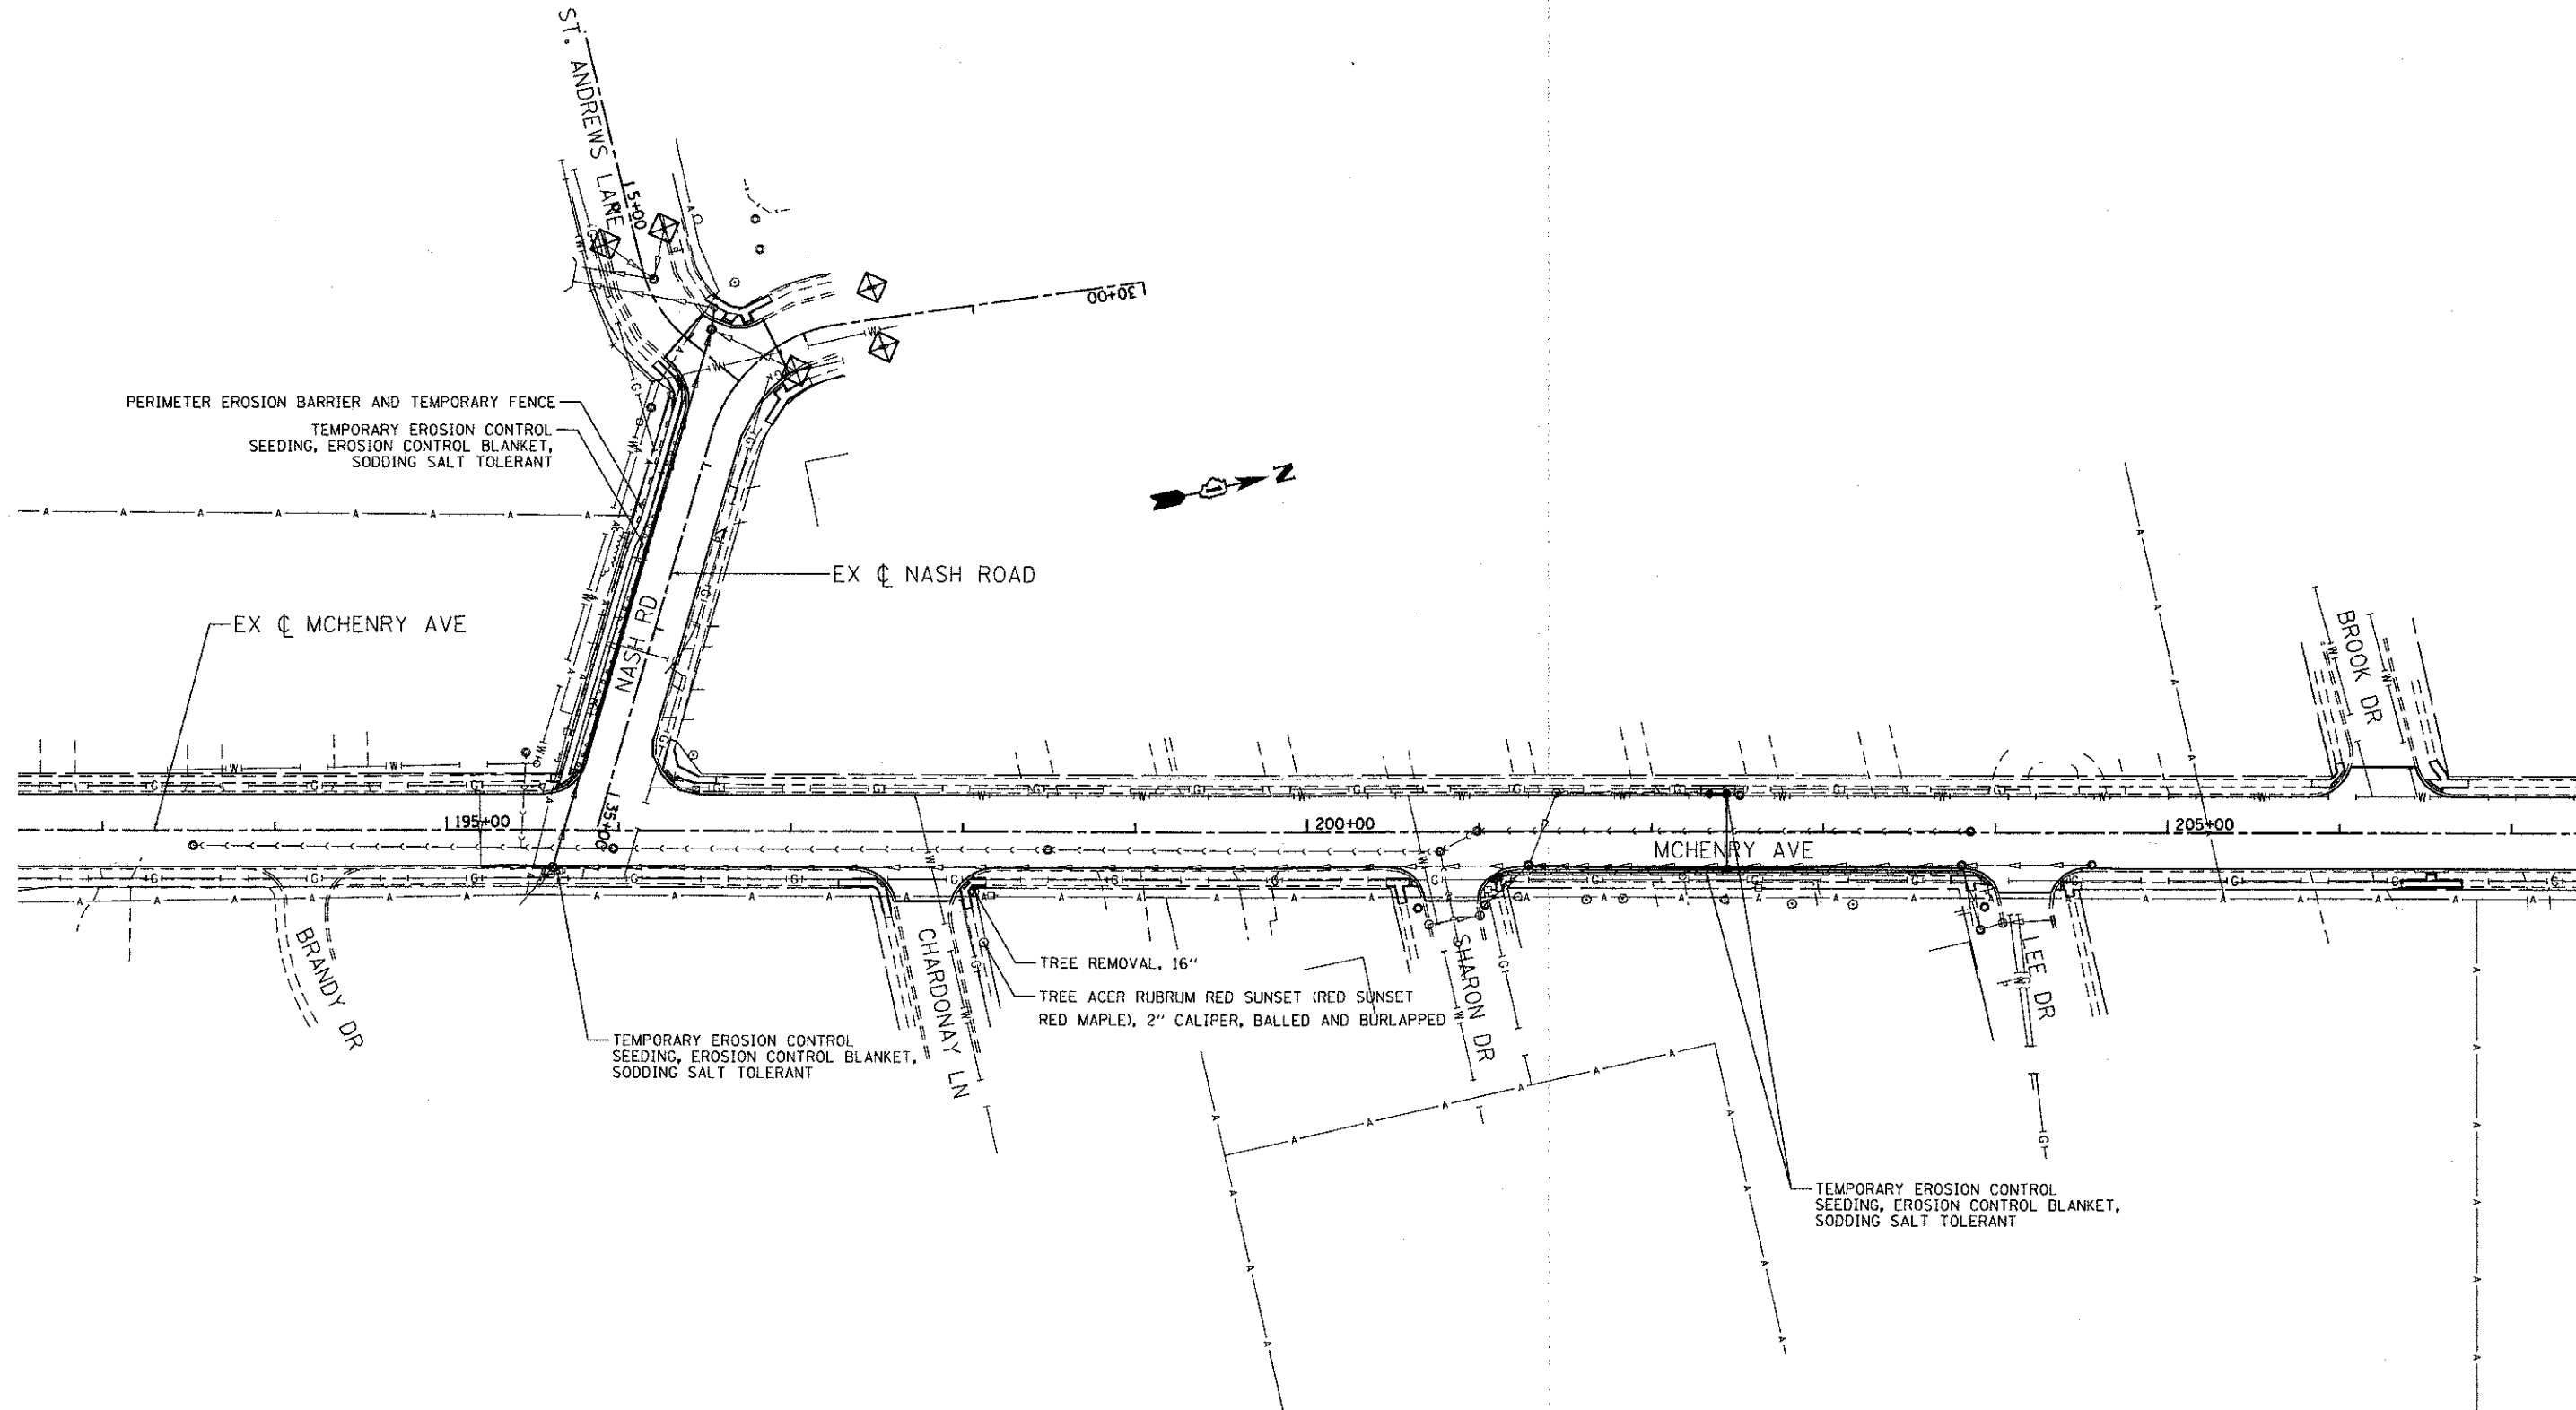 ST. ANDREWS LANE
15+00
30+00
PERIMETER EROSION BARRIER AND TEMPORARY FENCE
TEMPORARY EROSION CONTROL
SEEDING, EROSION CONTROL BLANKET,
SODDING SALT TOLERANT
N
EX ℄ NASH ROAD
EX ℄ MCHENRY AVE
NASH RD
BROOK DR
195+00
35+00
200+00
205+00
MCHENRY AVE
BRANDY DR
CHARDONAY LN
SHARON DR
LEE DR
TREE REMOVAL, 16"
TREE ACER RUBRUM RED SUNSET (RED SUNSET
RED MAPLE), 2" CALIPER, BALLED AND BURLAPPED
TEMPORARY EROSION CONTROL
SEEDING, EROSION CONTROL BLANKET,
SODDING SALT TOLERANT
TEMPORARY EROSION CONTROL
SEEDING, EROSION CONTROL BLANKET,
SODDING SALT TOLERANT